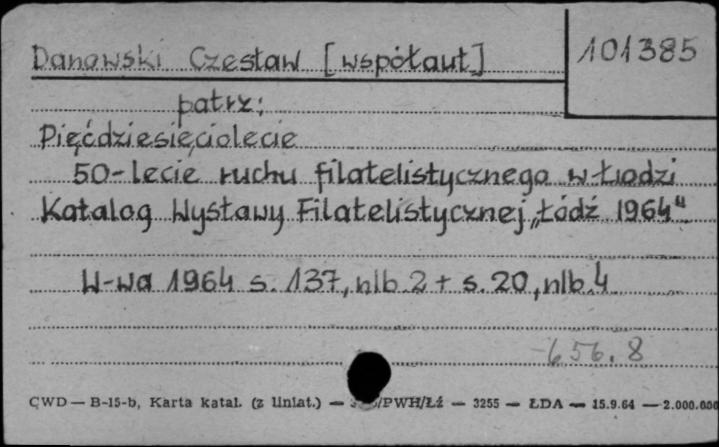 Danowski Czesław [współaut] 101385
patrz:
Pięćdziesięciolecie
50-lecie ruchu filatelistycznego w Łodzi
Katalog Wystawy Filatelistycznej „Łódź 1964"
W-wa 1964 s. 137, nlb. 2 + s. 20, nlb. 4
656.8
CWD — B-15-b, Karta katal. (z liniat.) — /PWH/Łź — 3255 — ŁDA — 15.9.64 — 2.000.000